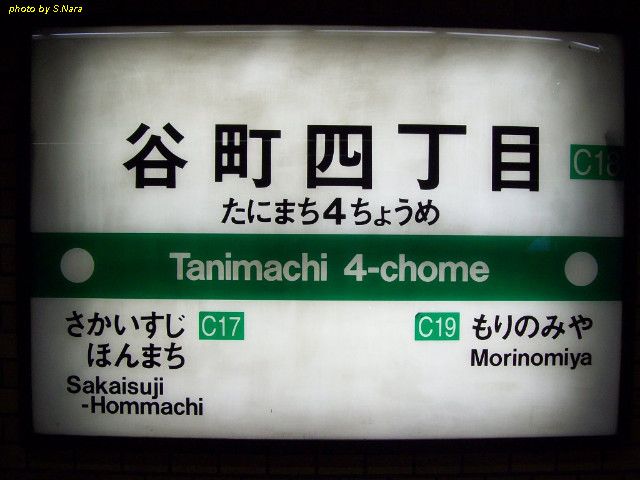 photo by S.Nara
谷町四丁目
C18
たにまち4ちょうめ
Tanimachi 4-chome
さかいすじ
ほんまち
C17
Sakaisuji
-Hommachi
C19
もりのみや
Morinomiya